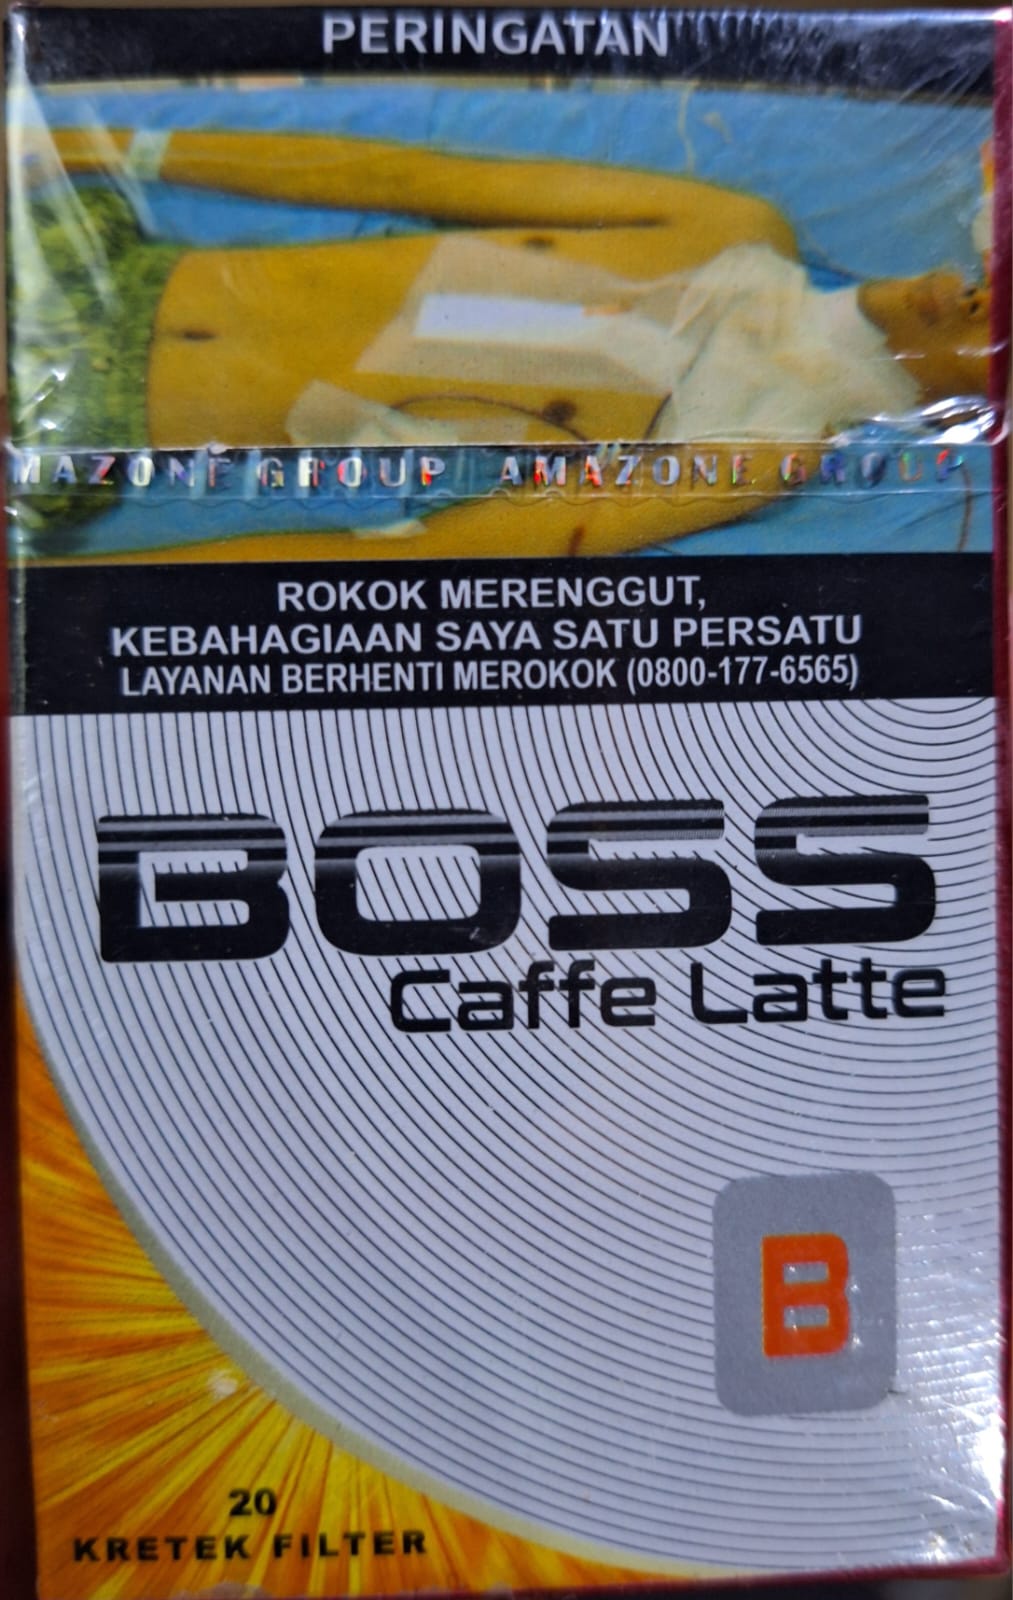 PERINGATAN
MAZONE GROUP AMAZONE GROUP
ROKOK MERENGGUT,
KEBAHAGIAAN SAYA SATU PERSATU
LAYANAN BERHENTI MEROKOK (0800-177-6565)
BOSS
Caffe Latte
B
20
KRETEK FILTER